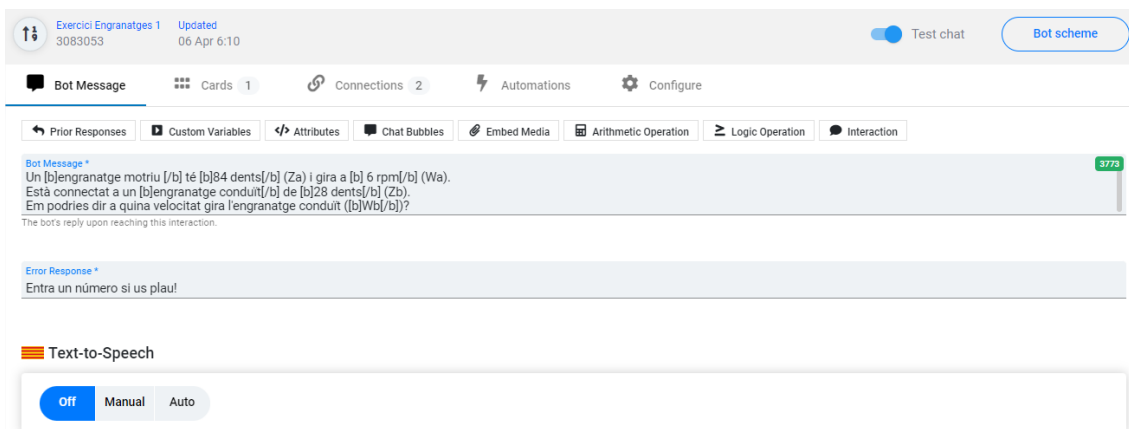 Exercici Engranatges 1 Updated
3083053 06 Apr 6:10
Test chat
Bot scheme
Bot Message Cards 1 Connections 2 Automations Configure
Prior Responses Custom Variables </> Attributes Chat Bubbles Embed Media Arithmetic Operation ≥ Logic Operation Interaction
Bot Message *
3773
Un [b]engranatge motriu [/b] té [b]84 dents[/b] (Za) i gira a [b] 6 rpm[/b] (Wa).
Està connectat a un [b]engranatge conduït[/b] de [b]28 dents[/b] (Zb).
Em podries dir a quina velocitat gira l'engranatge conduït ([b]Wb[/b])?
The bot's reply upon reaching this interaction.
Error Response *
Entra un número si us plau!
Text-to-Speech
Off Manual Auto